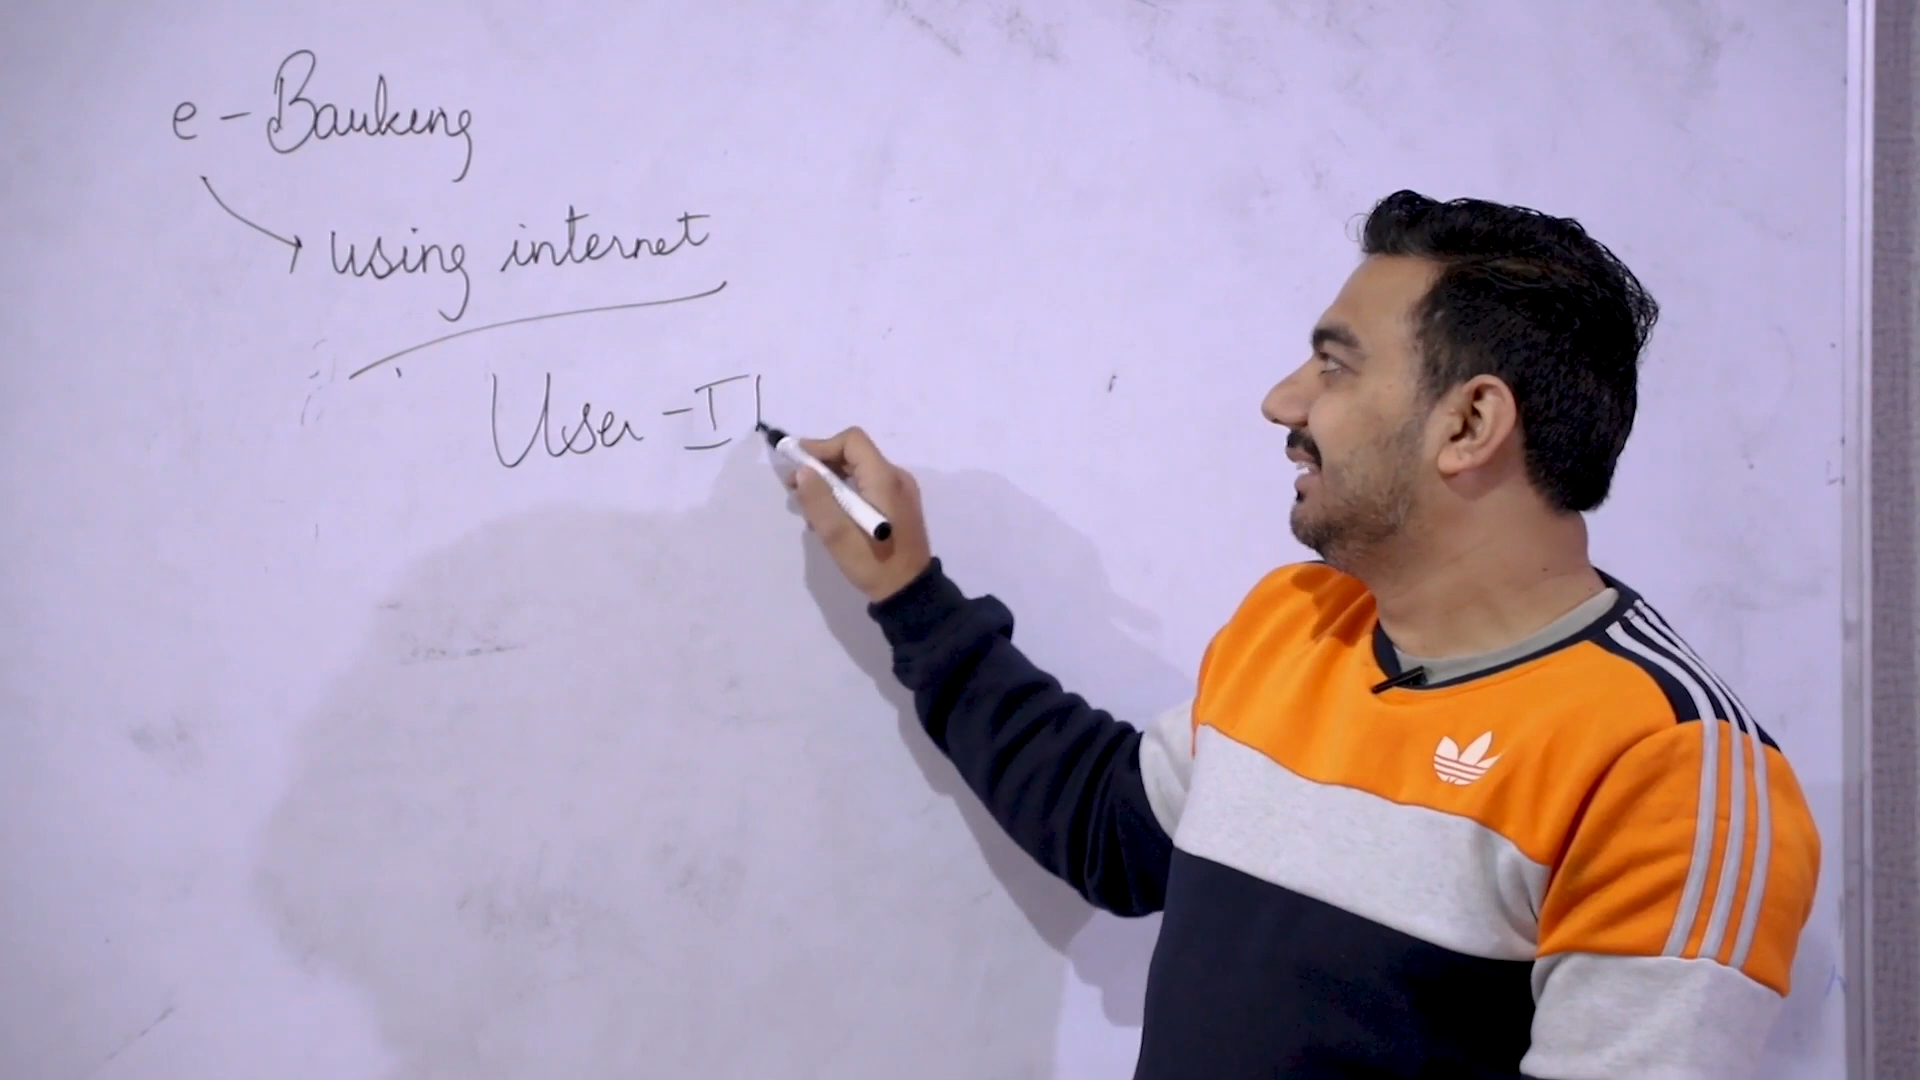 e - Banking
using internet
User - I